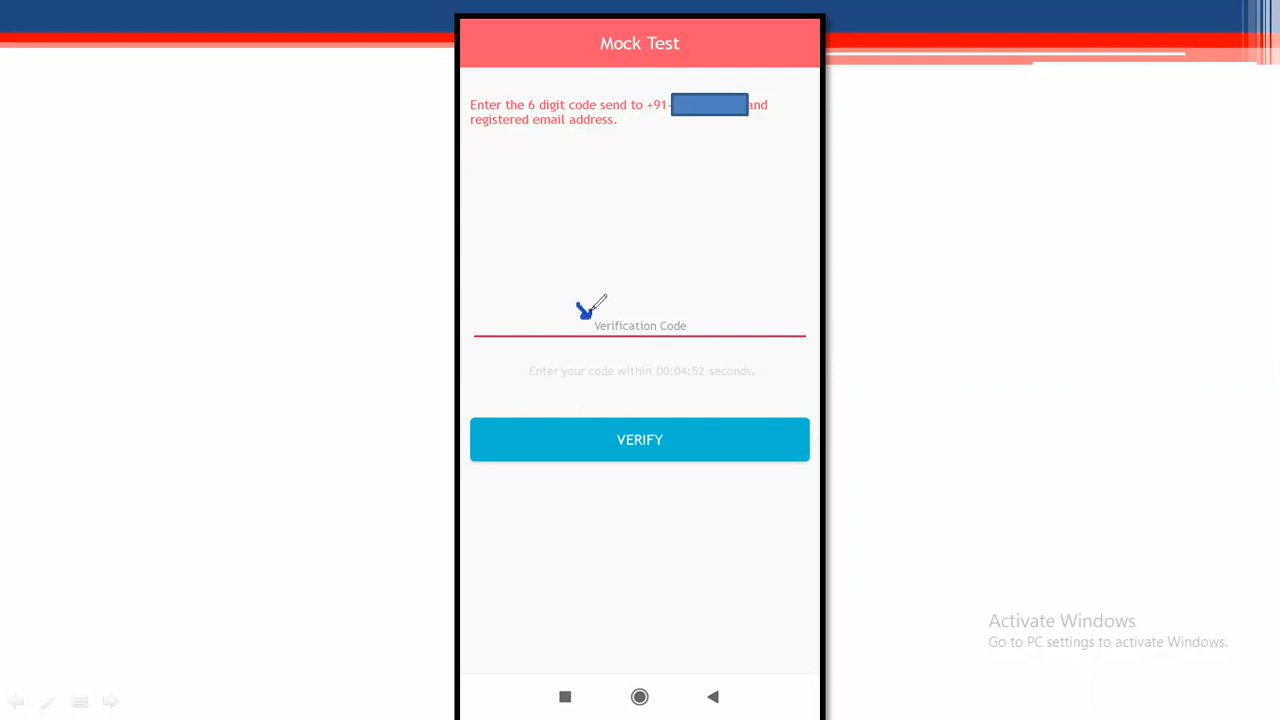 Mock Test
Enter the 6 digit code send to +91- and
registered email address.
Verification Code
Enter your code within 00:04:52 seconds.
VERIFY
Activate Windows
Go to PC settings to activate Windows.